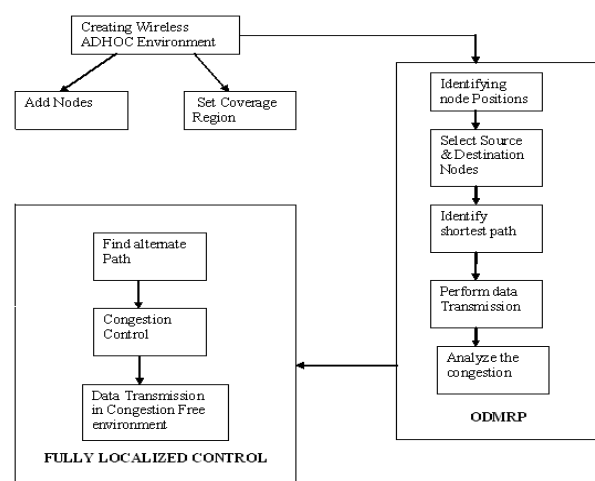 Creating Wireless
ADHOC Environment
Add Nodes
Set Coverage
Region
Identifying
node Positions
Select Source
& Destination
Nodes
Identify
shortest path
Perform data
Transmission
Analyze the
congestion
ODMRP
Find alternate
Path
Congestion
Control
Data Transmission
in Congestion Free
environment
FULLY LOCALIZED CONTROL